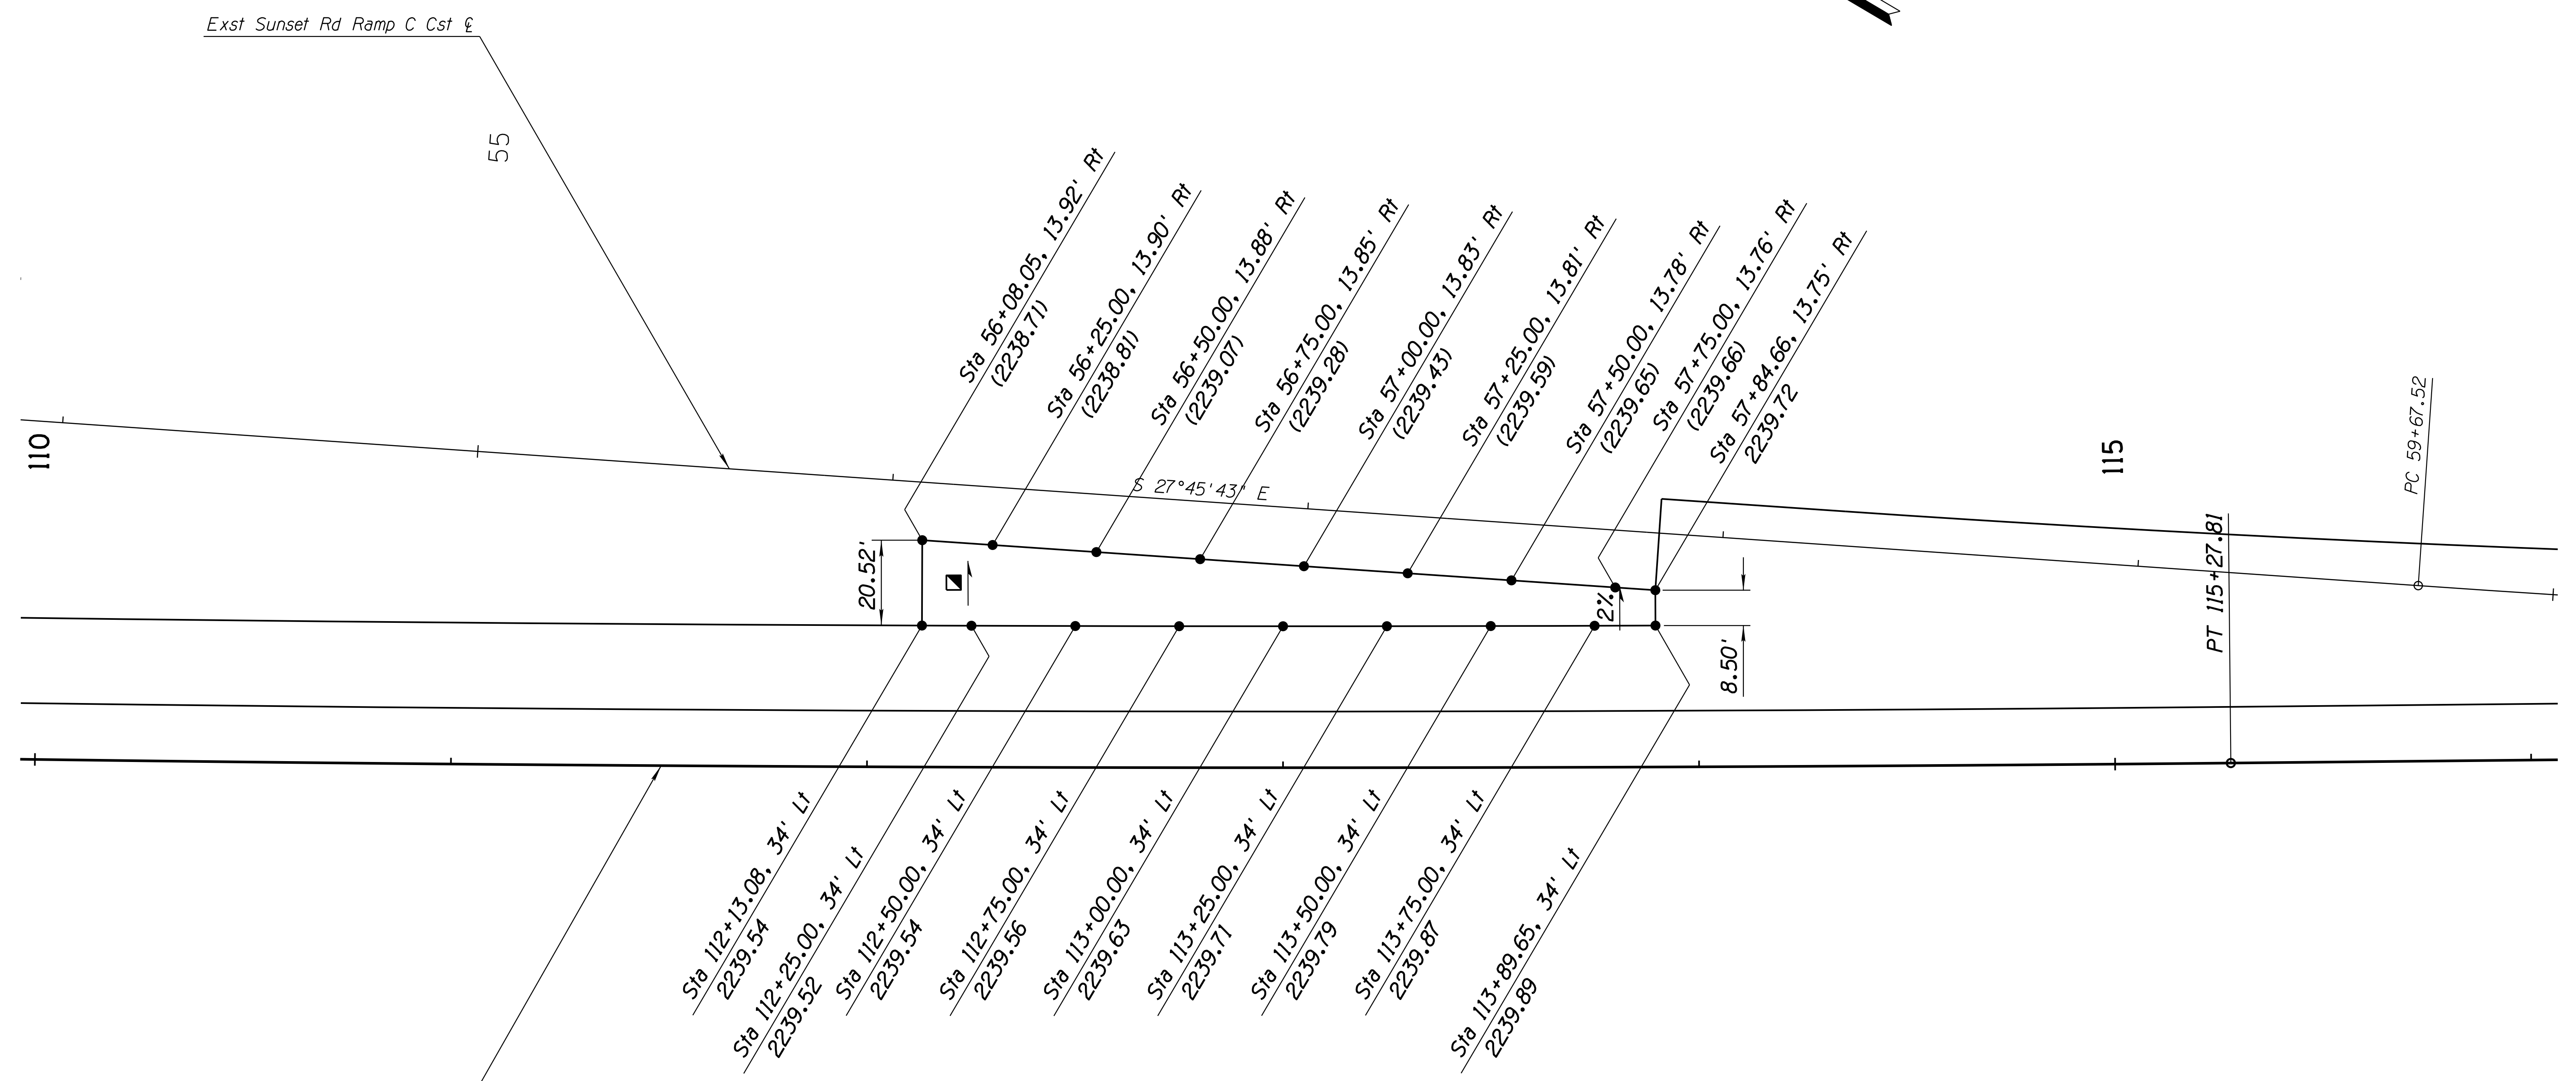 Exst Sunset Rd Ramp C Cst ℄
55
110
Sta 56+08.05, 13.92' Rt
(2238.71)
Sta 56+25.00, 13.90' Rt
(2238.81)
Sta 56+50.00, 13.88' Rt
(2239.07)
Sta 56+75.00, 13.85' Rt
(2239.28)
Sta 57+00.00, 13.83' Rt
(2239.43)
Sta 57+25.00, 13.81' Rt
(2239.59)
Sta 57+50.00, 13.78' Rt
(2239.65)
Sta 57+75.00, 13.76' Rt
(2239.66)
Sta 57+84.66, 13.75' Rt
2239.72
S 27°45'43" E
115
PC 59+67.52
PT 115+27.81
20.52'
2%
8.50'
Sta 112+13.08, 34' Lt
2239.54
Sta 112+25.00, 34' Lt
2239.52
Sta 112+50.00, 34' Lt
2239.54
Sta 112+75.00, 34' Lt
2239.56
Sta 113+00.00, 34' Lt
2239.63
Sta 113+25.00, 34' Lt
2239.71
Sta 113+50.00, 34' Lt
2239.79
Sta 113+75.00, 34' Lt
2239.87
Sta 113+89.65, 34' Lt
2239.89